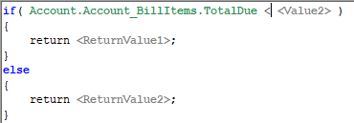 if( Account.Account_BillItems.TotalDue < <Value2> )
{
return <ReturnValue1>;
}
else
{
return <ReturnValue2>;
}